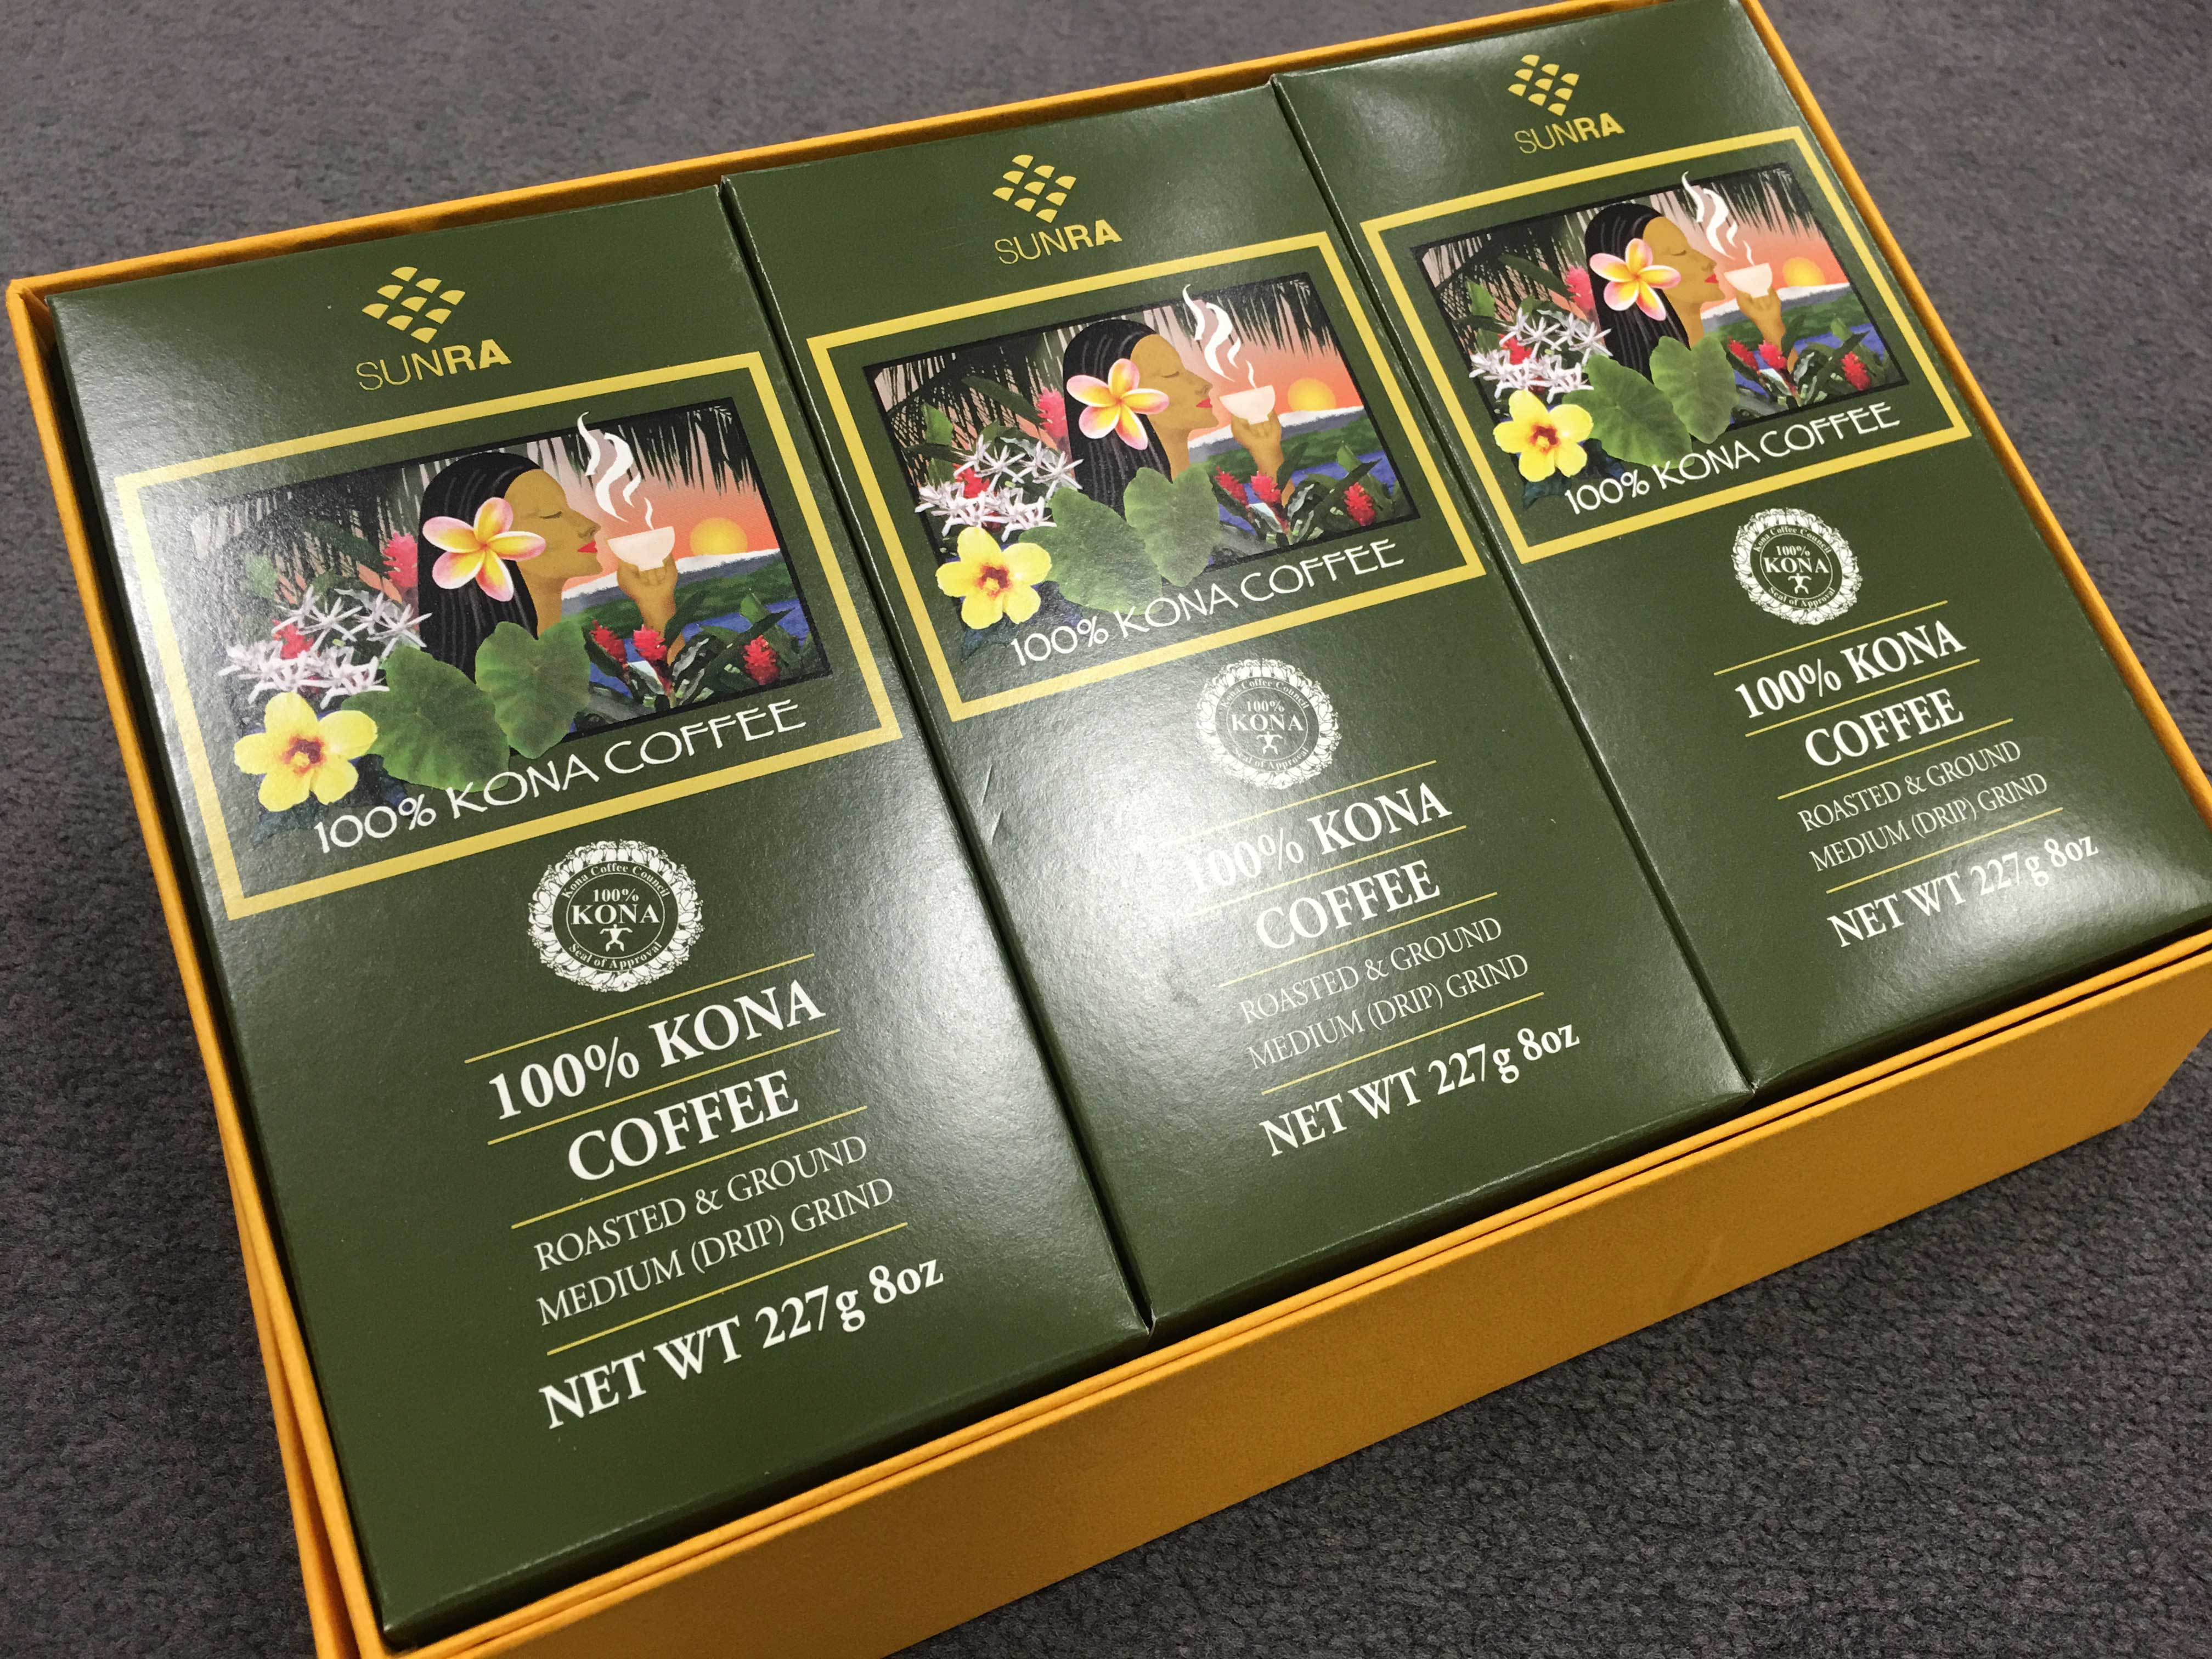 SUNRA
100% KONA COFFEE
Kona Coffee Council
100%
KONA
Seal of Approval
100% KONA
COFFEE
ROASTED & GROUND
MEDIUM (DRIP) GRIND
NET WT 227g 8oz
SUNRA
100% KONA COFFEE
Kona Coffee Council
100%
KONA
Seal of Approval
100% KONA
COFFEE
ROASTED & GROUND
MEDIUM (DRIP) GRIND
NET WT 227g 8oz
SUNRA
100% KONA COFFEE
Kona Coffee Council
100%
KONA
Seal of Approval
100% KONA
COFFEE
ROASTED & GROUND
MEDIUM (DRIP) GRIND
NET WT 227g 8oz